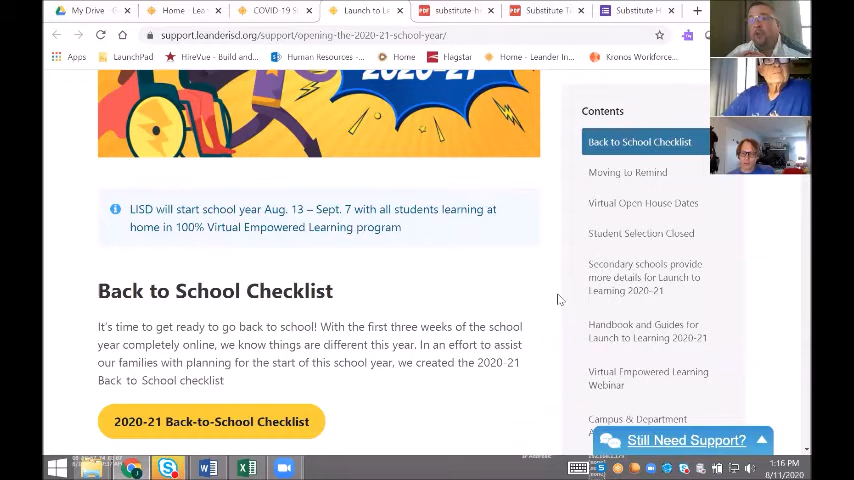 My Drive
Home - Lea
COVID-19 S
Launch to Le
substitute-h
Substitute T
Substitute H
support.leanderisd.org/support/opening-the-2020-21-school-year/
Apps
LaunchPad
HireVue - Build and...
Human Resources -...
Home
Flagstar
Home - Leander In...
Kronos Workforce...
2020-21
LISD will start school year Aug. 13 – Sept. 7 with all students learning at
home in 100% Virtual Empowered Learning program
Back to School Checklist
It's time to get ready to go back to school! With the first three weeks of the school
year completely online, we know things are different this year. In an effort to assist
our families with planning for the start of this school year, we created the 2020-21
Back to School checklist
2020-21 Back-to-School Checklist
Contents
Back to School Checklist
Moving to Remind
Virtual Open House Dates
Student Selection Closed
Secondary schools provide
more details for Launch to
Learning 2020–21
Handbook and Guides for
Launch to Learning 2020-21
Virtual Empowered Learning
Webinar
Campus & Department
Still Need Support?
1:16 PM
8/11/2020